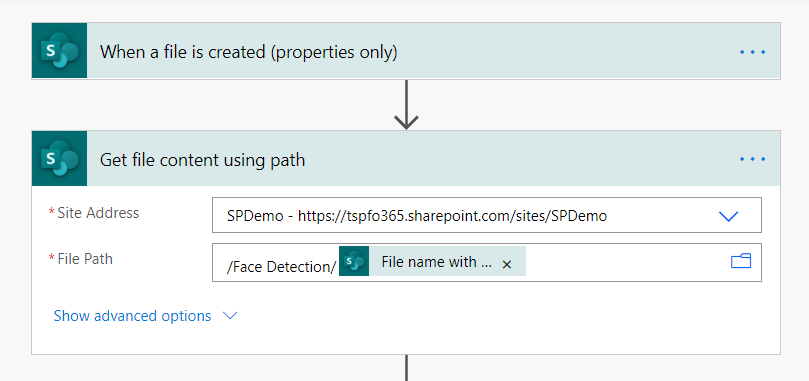 When a file is created (properties only)
Get file content using path
* Site Address
SPDemo - https://tspfo365.sharepoint.com/sites/SPDemo
* File Path
/Face Detection/ S File name with ... ×
Show advanced options